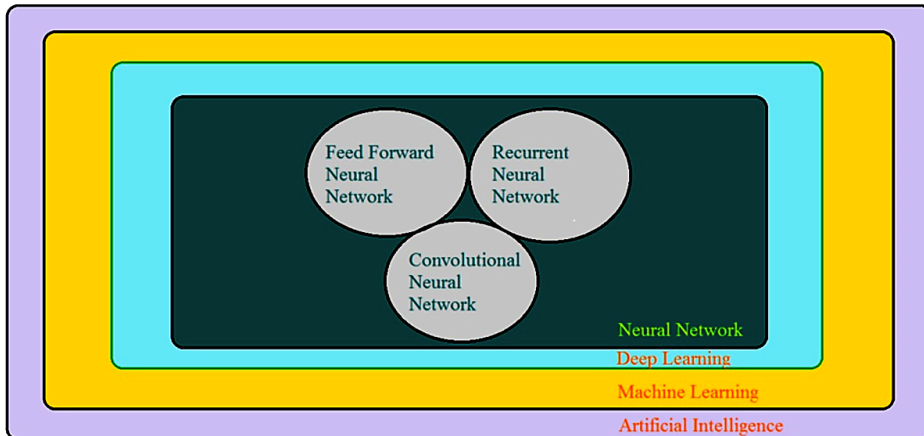 Feed Forward
Neural
Network
Recurrent
Neural
Network
Convolutional
Neural
Network
Neural Network
Deep Learning
Machine Learning
Artificial Intelligence